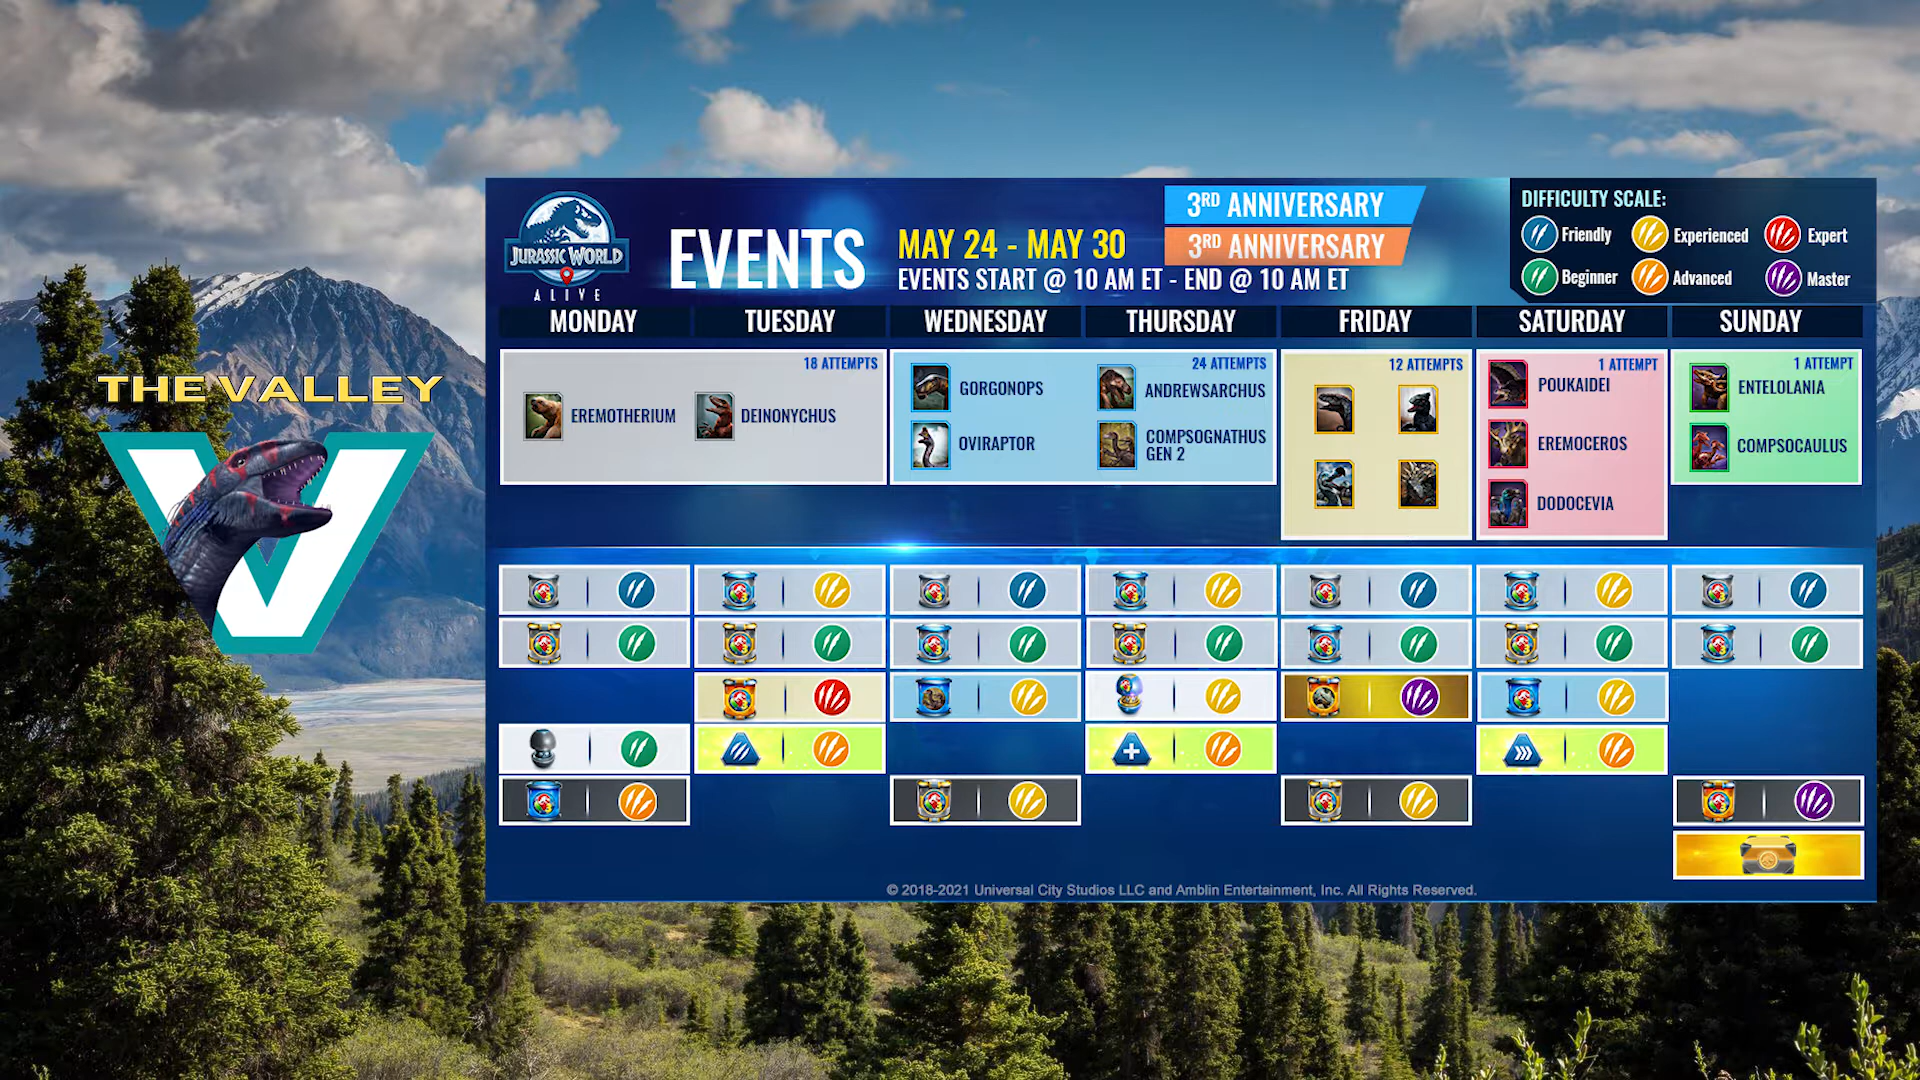 THE VALLEY
JURASSIC WORLD
ALIVE
EVENTS
MAY 24 - MAY 30
3RD ANNIVERSARY
3RD ANNIVERSARY
EVENTS START @ 10 AM ET - END @ 10 AM ET
DIFFICULTY SCALE:
Friendly
Experienced
Expert
Beginner
Advanced
Master
MONDAY
TUESDAY
WEDNESDAY
THURSDAY
FRIDAY
SATURDAY
SUNDAY
18 ATTEMPTS
EREMOTHERIUM
DEINONYCHUS
24 ATTEMPTS
GORGONOPS
ANDREWSARCHUS
OVIRAPTOR
COMPSOGNATHUS
GEN 2
12 ATTEMPTS
1 ATTEMPT
POUKAIDEI
EREMOCEROS
DODOCEVIA
1 ATTEMPT
ENTELOLANIA
COMPSOCAULUS
© 2018-2021 Universal City Studios LLC and Amblin Entertainment, Inc. All Rights Reserved.